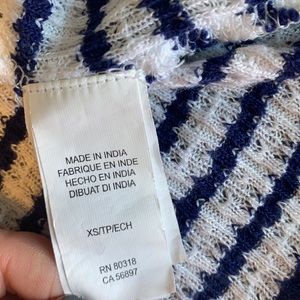 MADE IN INDIA
FABRIQUE EN INDE
HECHO EN INDIA
DIBUAT DI INDIA
XS/TP/ECH
RN 80318
CA 56897